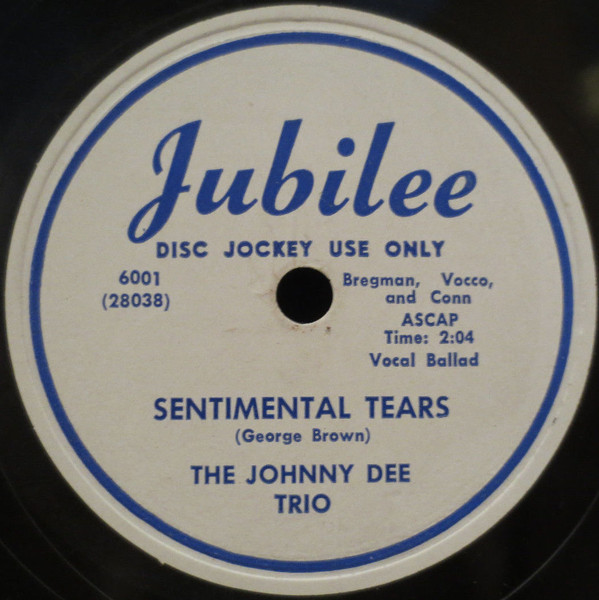 Jubilee
DISC JOCKEY USE ONLY
6001
(28038)
Bregman, Vocco,
and Conn
ASCAP
Time: 2:04
Vocal Ballad
SENTIMENTAL TEARS
(George Brown)
THE JOHNNY DEE
TRIO